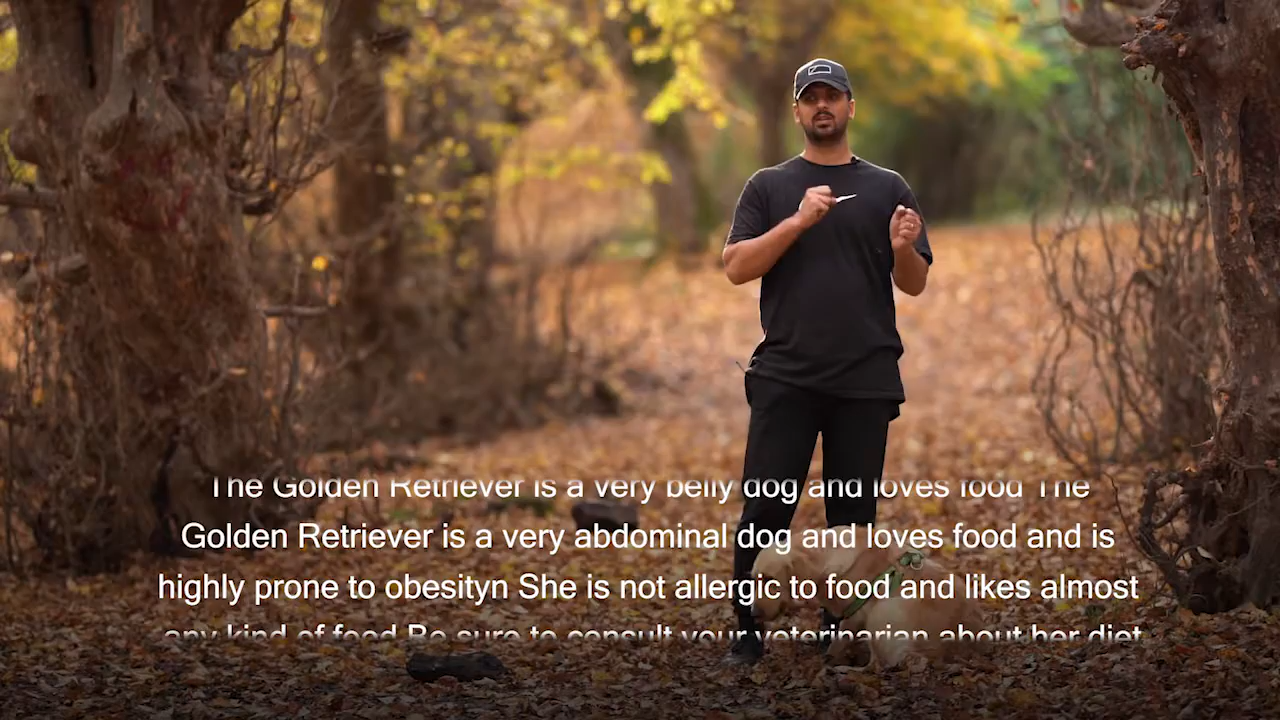 The Golden Retriever is a very belly dog and loves food The
Golden Retriever is a very abdominal dog and loves food and is
highly prone to obesityn She is not allergic to food and likes almost
any kind of food Be sure to consult your veterinarian about her diet